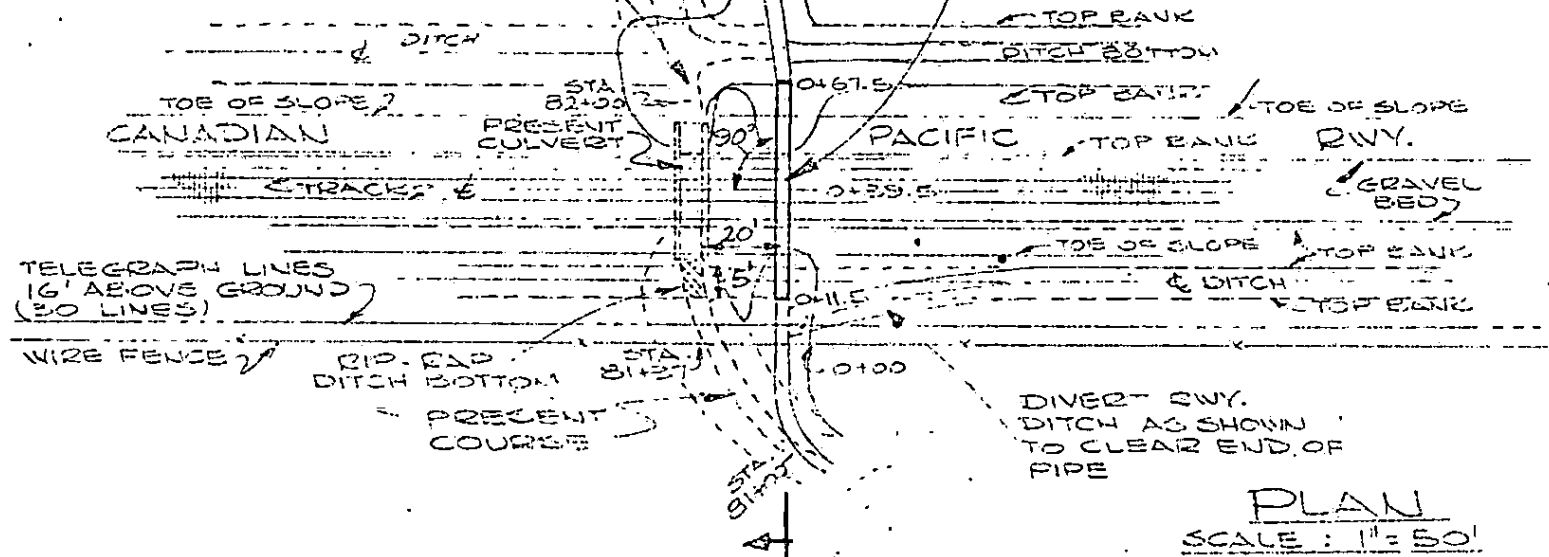 TOP BANK
℄ DITCH
DITCH BOTTOM
STA.
82+00
0+67.5
TOP BANK
TOE OF SLOPE
TOE OF SLOPE
CANADIAN
PRESENT
CULVERT
90°
PACIFIC
TOP BANK
RWY.
TRACKS ℄
0+39.5
GRAVEL
BED
20'
TOE OF SLOPE
TOP BANK
TELEGRAPH LINES
16' ABOVE GROUND
(30 LINES)
5'
0+11.5
℄ DITCH
TOP BANK
WIRE FENCE
RIP-RAP
DITCH BOTTOM
STA.
81+37
0+00
PRESENT
COURSE
DIVERT RWY.
DITCH AS SHOWN
TO CLEAR END OF
PIPE
STA.
PLAN
SCALE : 1"= 50'